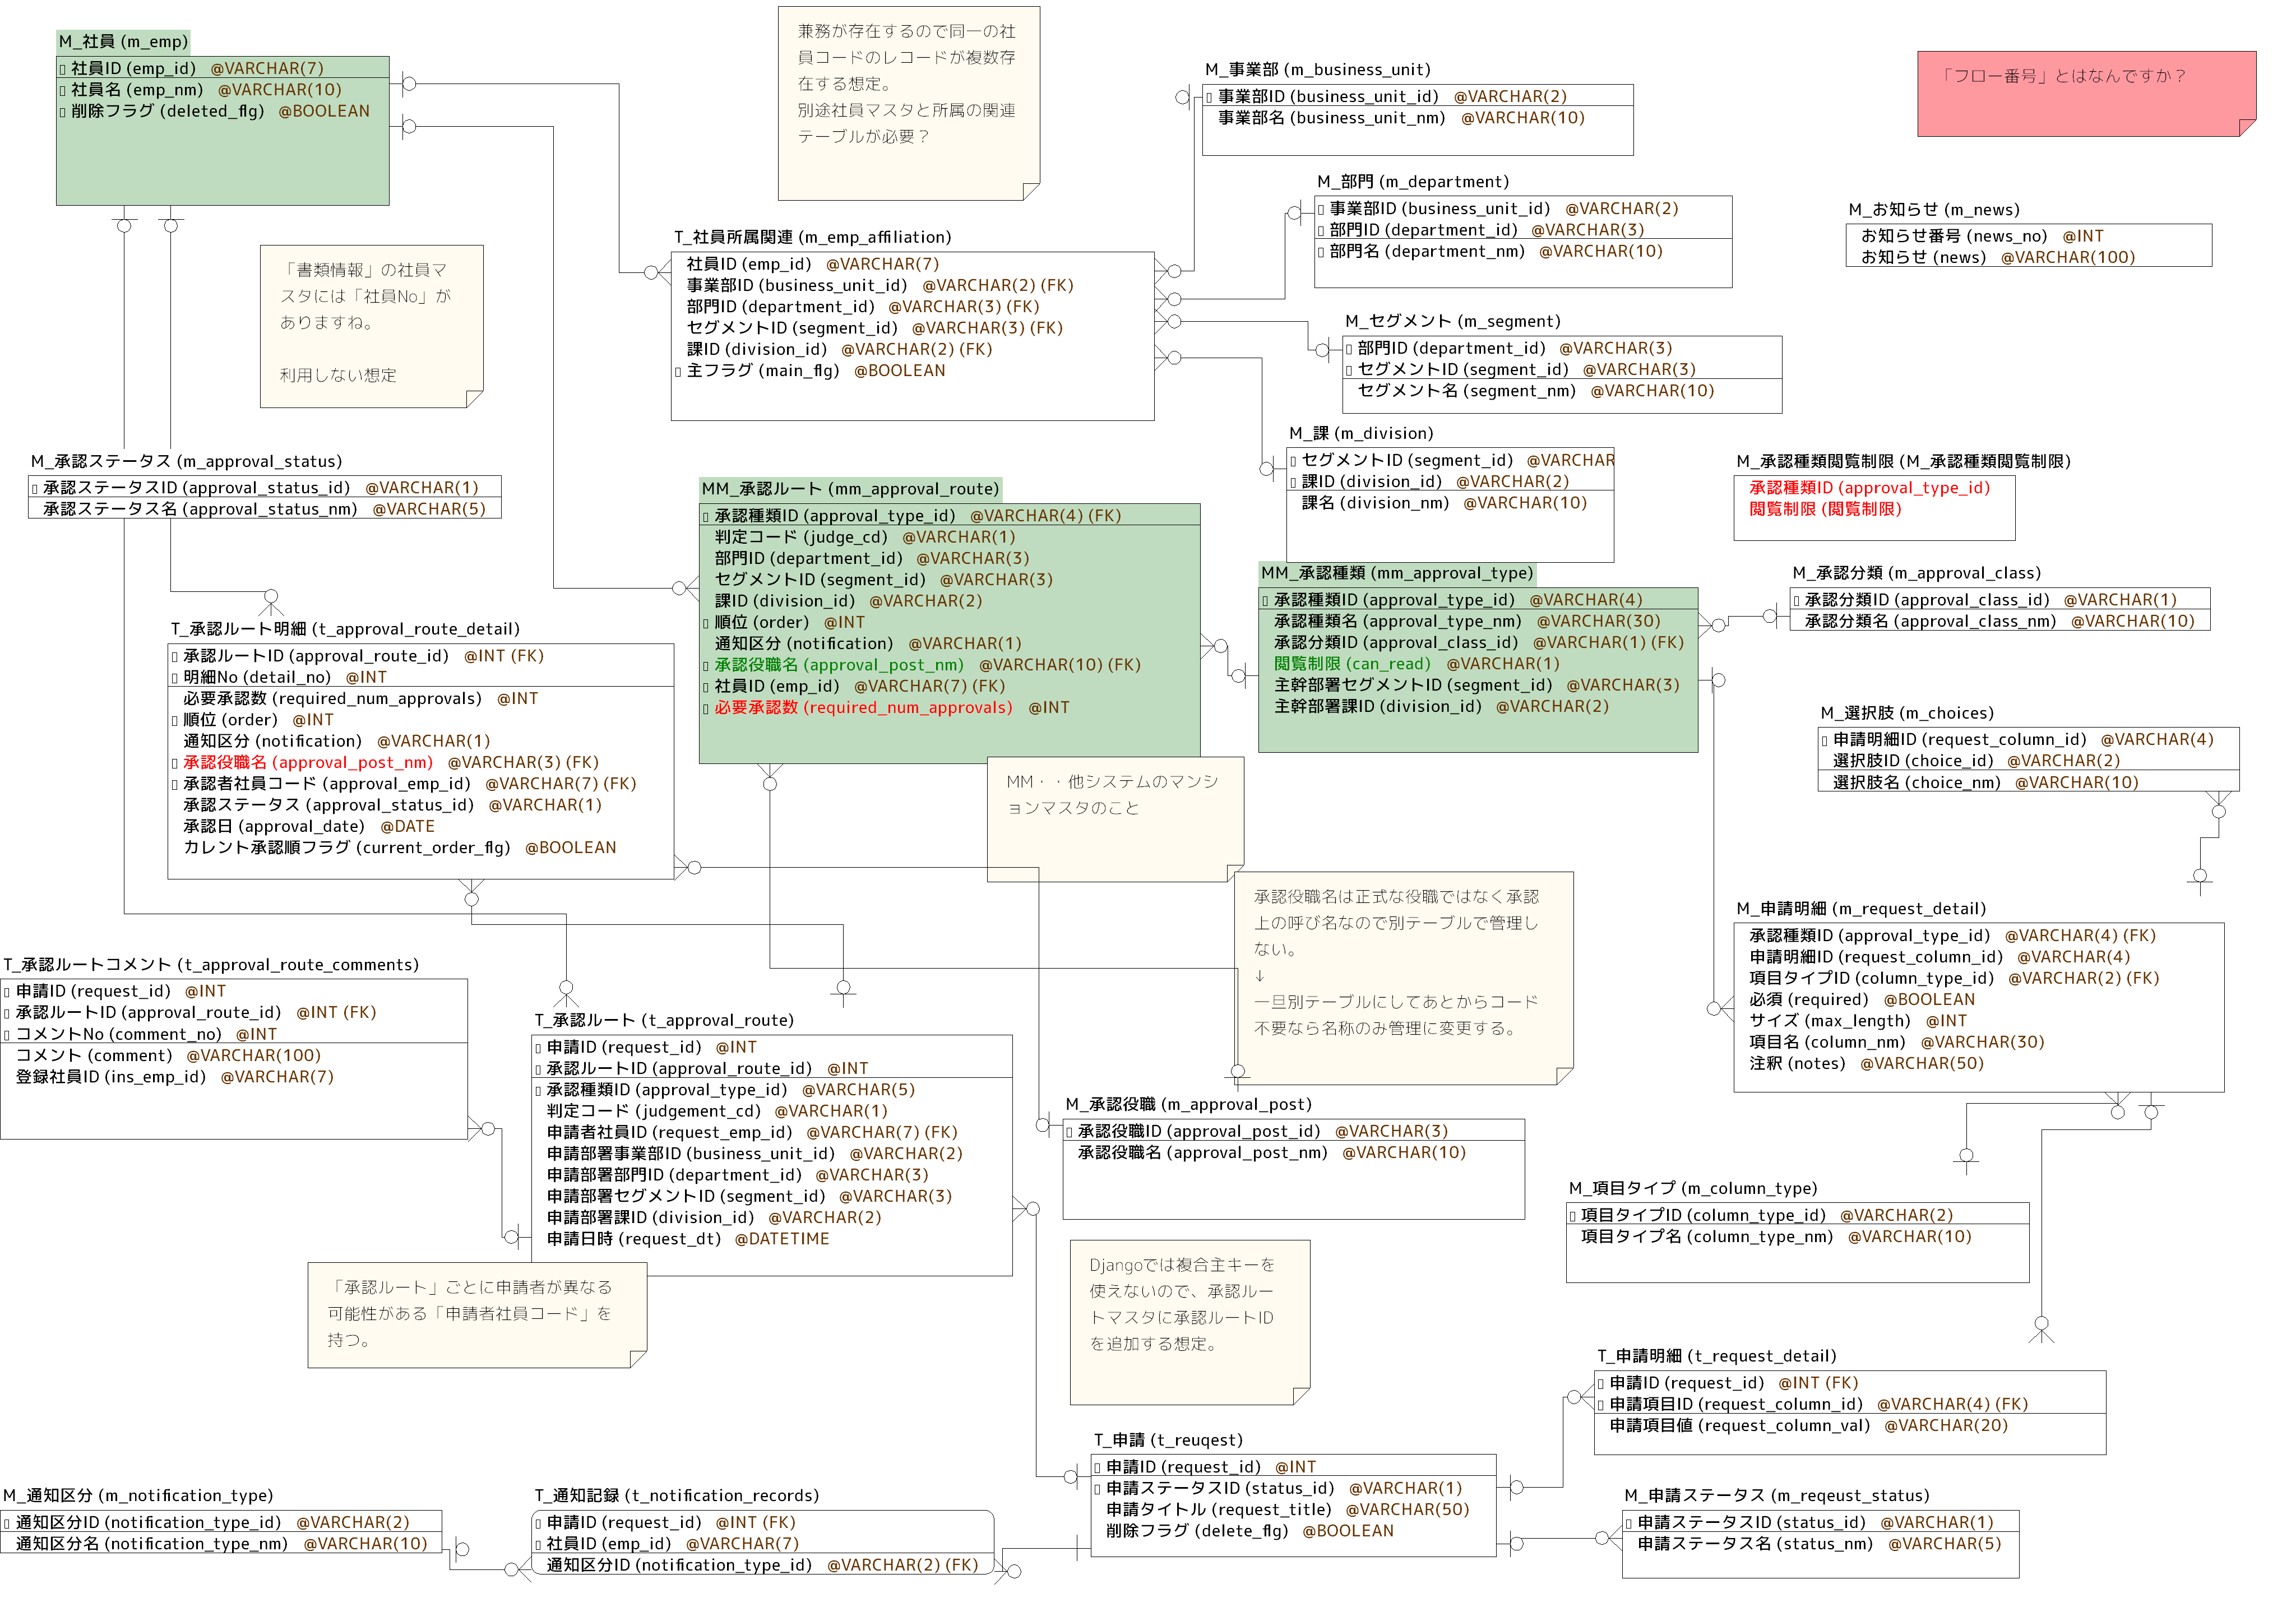 M_社員 (m_emp)
社員ID (emp_id) @VARCHAR(7)
社員名 (emp_nm) @VARCHAR(10)
削除フラグ (deleted_flg) @BOOLEAN
兼務が存在するので同一の社
員コードのレコードが複数存
在する想定。
別途社員マスタと所属の関連
テーブルが必要？
M_事業部 (m_business_unit)
事業部ID (business_unit_id) @VARCHAR(2)
事業部名 (business_unit_nm) @VARCHAR(10)
「フロー番号」とはなんですか？
M_部門 (m_department)
事業部ID (business_unit_id) @VARCHAR(2)
部門ID (department_id) @VARCHAR(3)
部門名 (department_nm) @VARCHAR(10)
M_お知らせ (m_news)
お知らせ番号 (news_no) @INT
お知らせ (news) @VARCHAR(100)
「書類情報」の社員マ
スタには「社員No」が
ありますね。
利用しない想定
T_社員所属関連 (m_emp_affiliation)
社員ID (emp_id) @VARCHAR(7)
事業部ID (business_unit_id) @VARCHAR(2) (FK)
部門ID (department_id) @VARCHAR(3) (FK)
セグメントID (segment_id) @VARCHAR(3) (FK)
課ID (division_id) @VARCHAR(2) (FK)
主フラグ (main_flg) @BOOLEAN
M_セグメント (m_segment)
部門ID (department_id) @VARCHAR(3)
セグメントID (segment_id) @VARCHAR(3)
セグメント名 (segment_nm) @VARCHAR(10)
M_課 (m_division)
セグメントID (segment_id) @VARCHAR
課ID (division_id) @VARCHAR(2)
課名 (division_nm) @VARCHAR(10)
M_承認種類閲覧制限 (M_承認種類閲覧制限)
承認種類ID (approval_type_id)
閲覧制限 (閲覧制限)
M_承認ステータス (m_approval_status)
承認ステータスID (approval_status_id) @VARCHAR(1)
承認ステータス名 (approval_status_nm) @VARCHAR(5)
MM_承認ルート (mm_approval_route)
承認種類ID (approval_type_id) @VARCHAR(4) (FK)
判定コード (judge_cd) @VARCHAR(1)
部門ID (department_id) @VARCHAR(3)
セグメントID (segment_id) @VARCHAR(3)
課ID (division_id) @VARCHAR(2)
順位 (order) @INT
通知区分 (notification) @VARCHAR(1)
承認役職名 (approval_post_nm) @VARCHAR(10) (FK)
社員ID (emp_id) @VARCHAR(7) (FK)
必要承認数 (required_num_approvals) @INT
MM_承認種類 (mm_approval_type)
承認種類ID (approval_type_id) @VARCHAR(4)
承認種類名 (approval_type_nm) @VARCHAR(30)
承認分類ID (approval_class_id) @VARCHAR(1) (FK)
閲覧制限 (can_read) @VARCHAR(1)
主幹部署セグメントID (segment_id) @VARCHAR(3)
主幹部署課ID (division_id) @VARCHAR(2)
M_承認分類 (m_approval_class)
承認分類ID (approval_class_id) @VARCHAR(1)
承認分類名 (approval_class_nm) @VARCHAR(10)
T_承認ルート明細 (t_approval_route_detail)
承認ルートID (approval_route_id) @INT (FK)
明細No (detail_no) @INT
必要承認数 (required_num_approvals) @INT
順位 (order) @INT
通知区分 (notification) @VARCHAR(1)
承認役職名 (approval_post_nm) @VARCHAR(3) (FK)
承認者社員コード (approval_emp_id) @VARCHAR(7) (FK)
承認ステータス (approval_status_id) @VARCHAR(1)
承認日 (approval_date) @DATE
カレント承認順フラグ (current_order_flg) @BOOLEAN
M_選択肢 (m_choices)
申請明細ID (request_column_id) @VARCHAR(4)
選択肢ID (choice_id) @VARCHAR(2)
選択肢名 (choice_nm) @VARCHAR(10)
MM・・他システムのマンシ
ョンマスタのこと
承認役職名は正式な役職ではなく承認
上の呼び名なので別テーブルで管理し
ない。
↓
一旦別テーブルにしてあとからコード
不要なら名称のみ管理に変更する。
M_申請明細 (m_request_detail)
承認種類ID (approval_type_id) @VARCHAR(4) (FK)
申請明細ID (request_column_id) @VARCHAR(4)
項目タイプID (column_type_id) @VARCHAR(2) (FK)
必須 (required) @BOOLEAN
サイズ (max_length) @INT
項目名 (column_nm) @VARCHAR(30)
注釈 (notes) @VARCHAR(50)
T_承認ルートコメント (t_approval_route_comments)
申請ID (request_id) @INT
承認ルートID (approval_route_id) @INT (FK)
コメントNo (comment_no) @INT
コメント (comment) @VARCHAR(100)
登録社員ID (ins_emp_id) @VARCHAR(7)
T_承認ルート (t_approval_route)
申請ID (request_id) @INT
承認ルートID (approval_route_id) @INT
承認種類ID (approval_type_id) @VARCHAR(5)
判定コード (judgement_cd) @VARCHAR(1)
申請者社員ID (request_emp_id) @VARCHAR(7) (FK)
申請部署事業部ID (business_unit_id) @VARCHAR(2)
申請部署部門ID (department_id) @VARCHAR(3)
申請部署セグメントID (segment_id) @VARCHAR(3)
申請部署課ID (division_id) @VARCHAR(2)
申請日時 (request_dt) @DATETIME
M_承認役職 (m_approval_post)
承認役職ID (approval_post_id) @VARCHAR(3)
承認役職名 (approval_post_nm) @VARCHAR(10)
M_項目タイプ (m_column_type)
項目タイプID (column_type_id) @VARCHAR(2)
項目タイプ名 (column_type_nm) @VARCHAR(10)
「承認ルート」ごとに申請者が異なる
可能性がある「申請者社員コード」を
持つ。
Djangoでは複合主キーを
使えないので、承認ルー
トマスタに承認ルートID
を追加する想定。
T_申請明細 (t_request_detail)
申請ID (request_id) @INT (FK)
申請項目ID (request_column_id) @VARCHAR(4) (FK)
申請項目値 (request_column_val) @VARCHAR(20)
T_申請 (t_reuqest)
申請ID (request_id) @INT
申請ステータスID (status_id) @VARCHAR(1)
申請タイトル (request_title) @VARCHAR(50)
削除フラグ (delete_flg) @BOOLEAN
M_申請ステータス (m_reqeust_status)
申請ステータスID (status_id) @VARCHAR(1)
申請ステータス名 (status_nm) @VARCHAR(5)
M_通知区分 (m_notification_type)
通知区分ID (notification_type_id) @VARCHAR(2)
通知区分名 (notification_type_nm) @VARCHAR(10)
T_通知記録 (t_notification_records)
申請ID (request_id) @INT (FK)
社員ID (emp_id) @VARCHAR(7)
通知区分ID (notification_type_id) @VARCHAR(2) (FK)